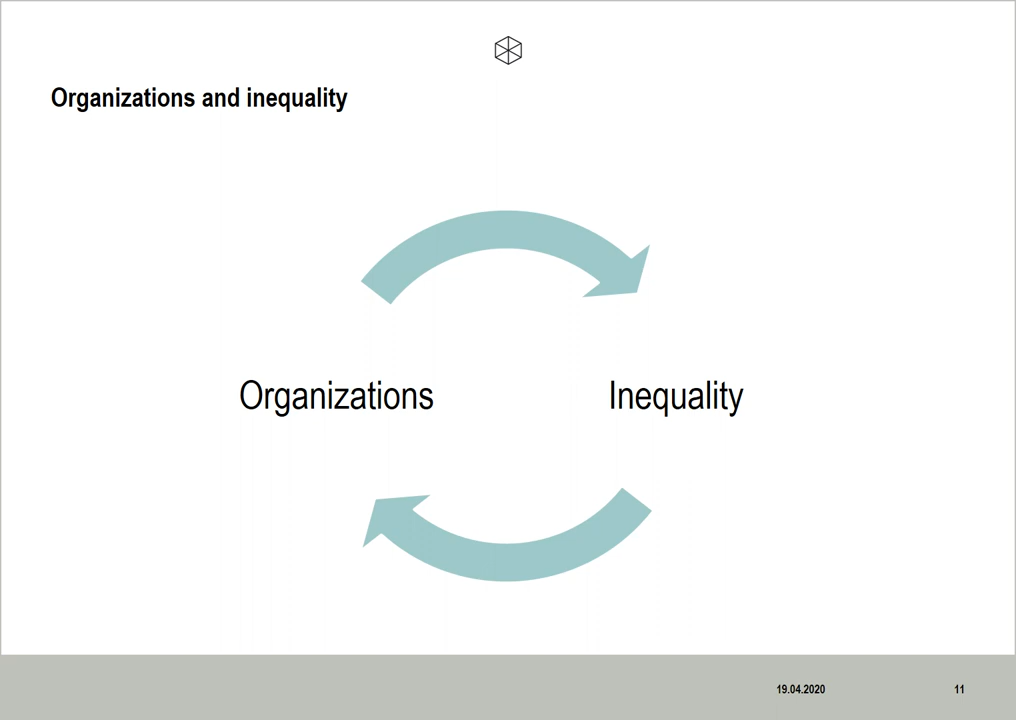 Organizations and inequality
Organizations
Inequality
19.04.2020
11